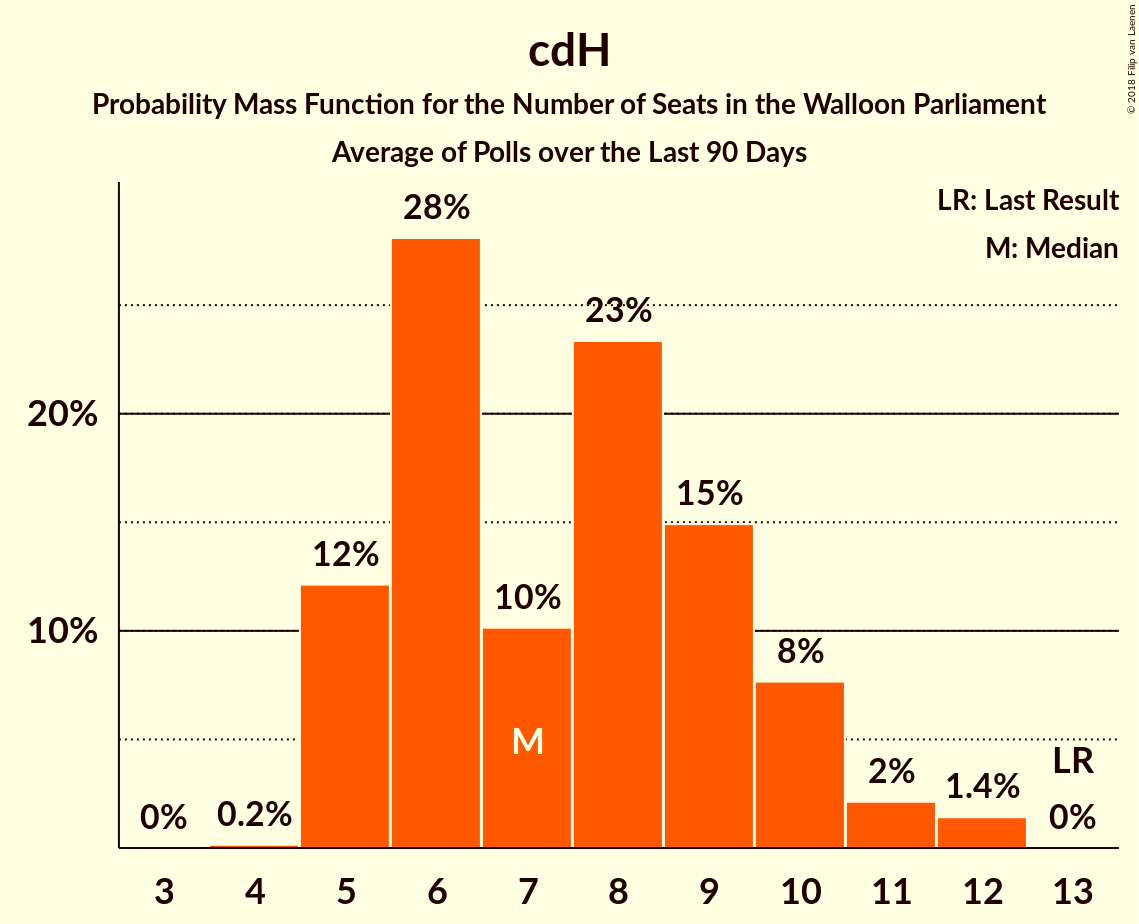 cdH
Probability Mass Function for the Number of Seats in the Walloon Parliament
Average of Polls over the Last 90 Days
© 2018 Filip van Laenen
LR: Last Result
M: Median
28%
23%
20%
15%
12%
10%
10%
8%
M
LR
2%
1.4%
0.2%
0%
0%
3 4 5 6 7 8 9 10 11 12 13